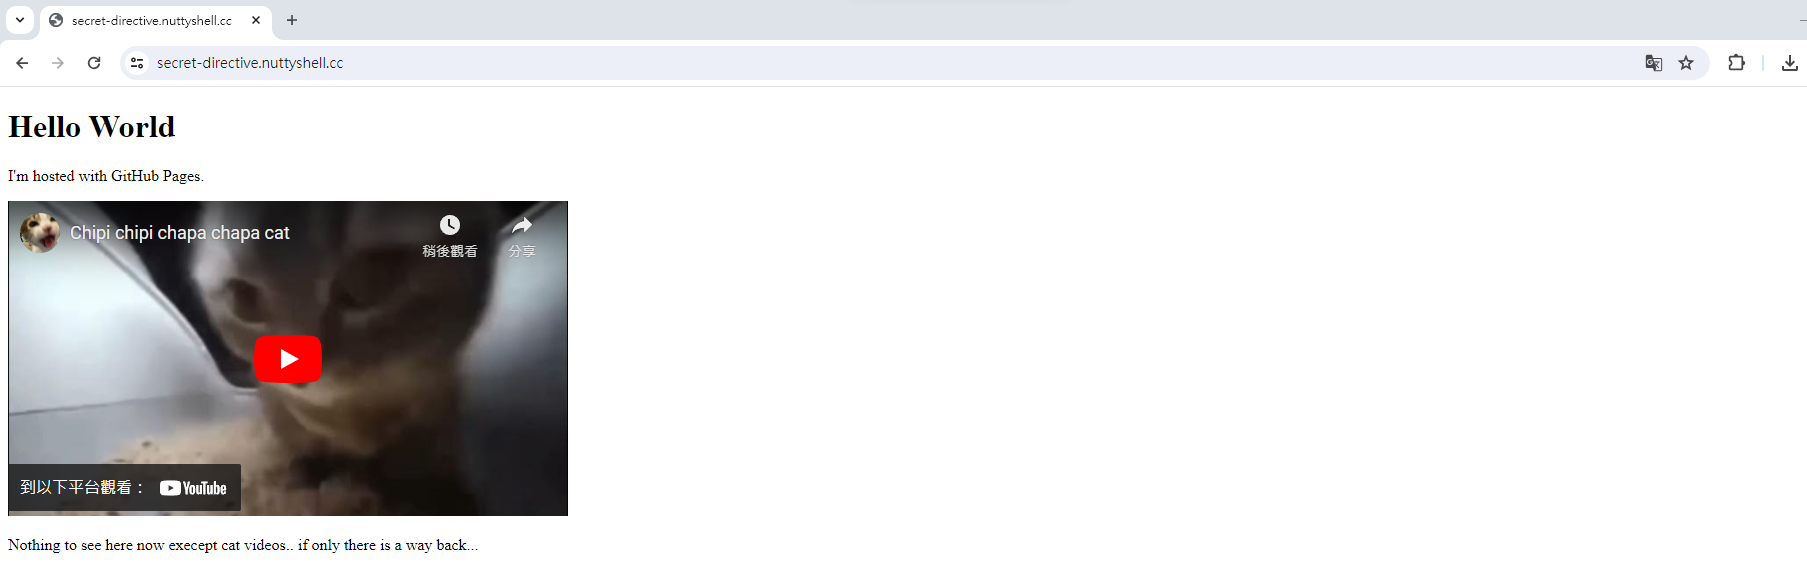 secret-directive.nuttyshell.cc
secret-directive.nuttyshell.cc
Hello World
I'm hosted with GitHub Pages.
Chipi chipi chapa chapa cat
稍後觀看
分享
到以下平台觀看： YouTube
Nothing to see here now execept cat videos.. if only there is a way back...